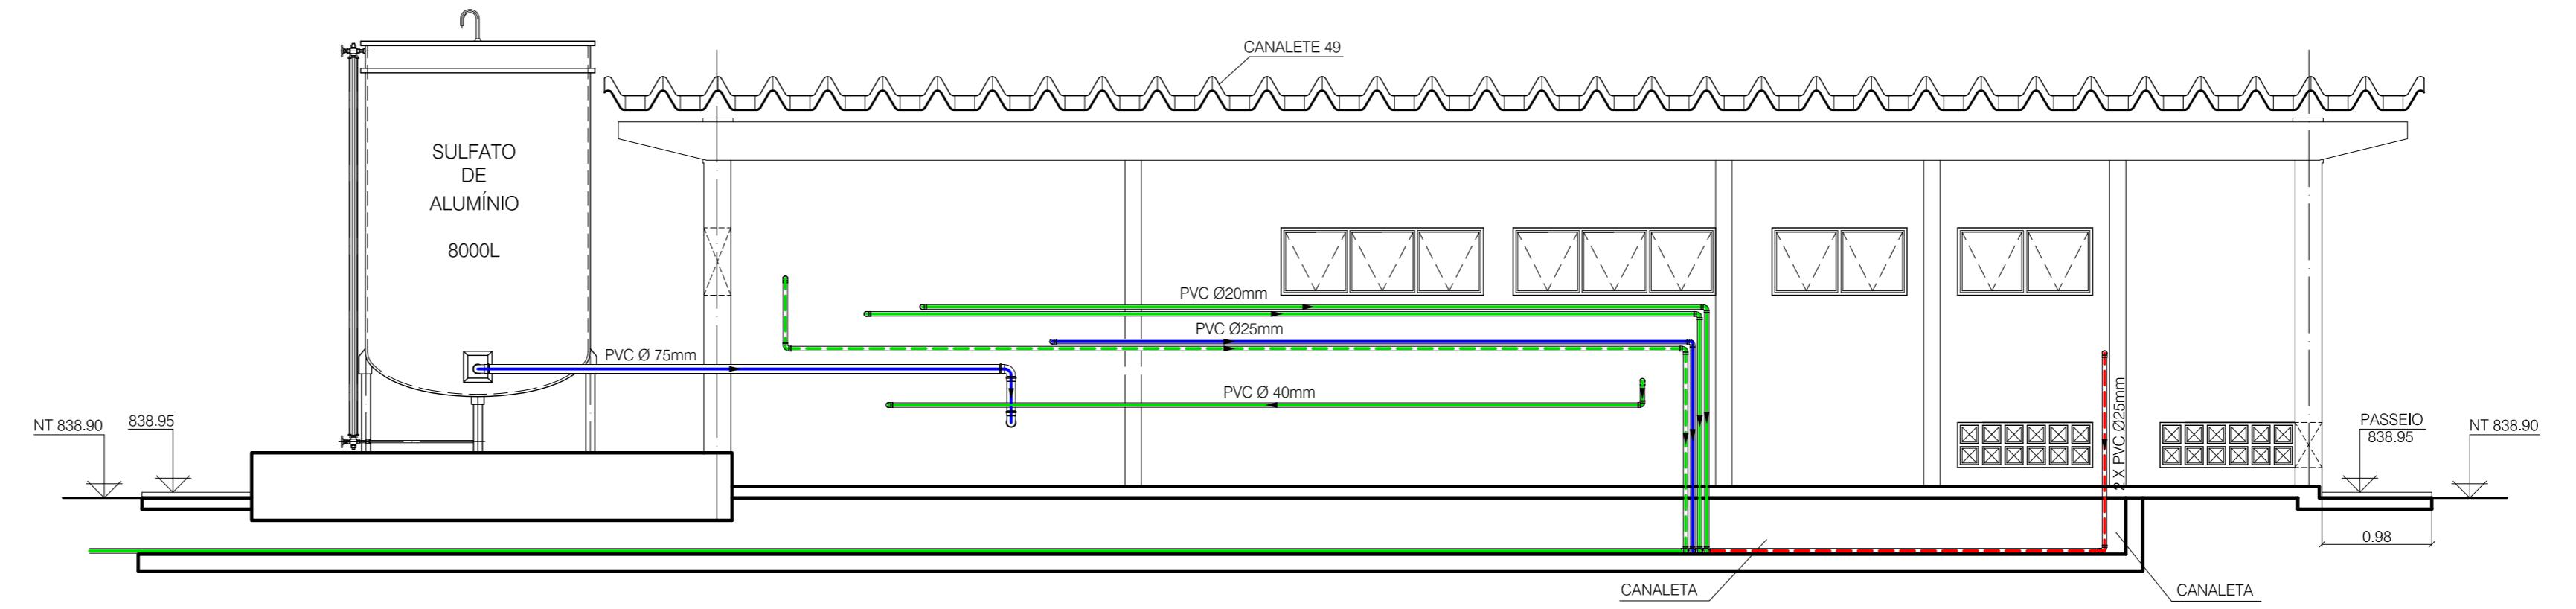 CANALETE 49
SULFATO
DE
ALUMÍNIO
8000L
PVC Ø20mm
PVC Ø25mm
PVC Ø 75mm
PVC Ø 40mm
2 X PVC Ø25mm
NT 838.90
838.95
PASSEIO
838.95
NT 838.90
0.98
CANALETA
CANALETA